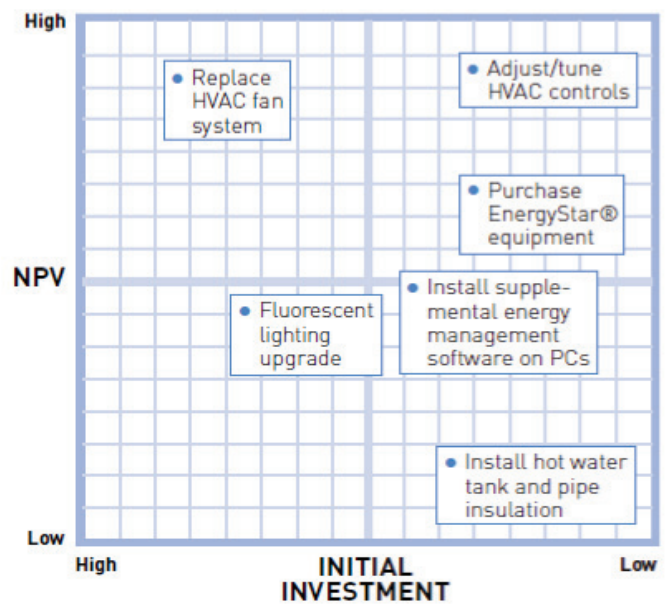 High
• Replace
HVAC fan
system
• Adjust/tune
HVAC controls
• Purchase
EnergyStar®
equipment
NPV
• Install supple-
mental energy
management
software on PCs
• Fluorescent
lighting
upgrade
• Install hot water
tank and pipe
insulation
Low
High
INITIAL
INVESTMENT
Low